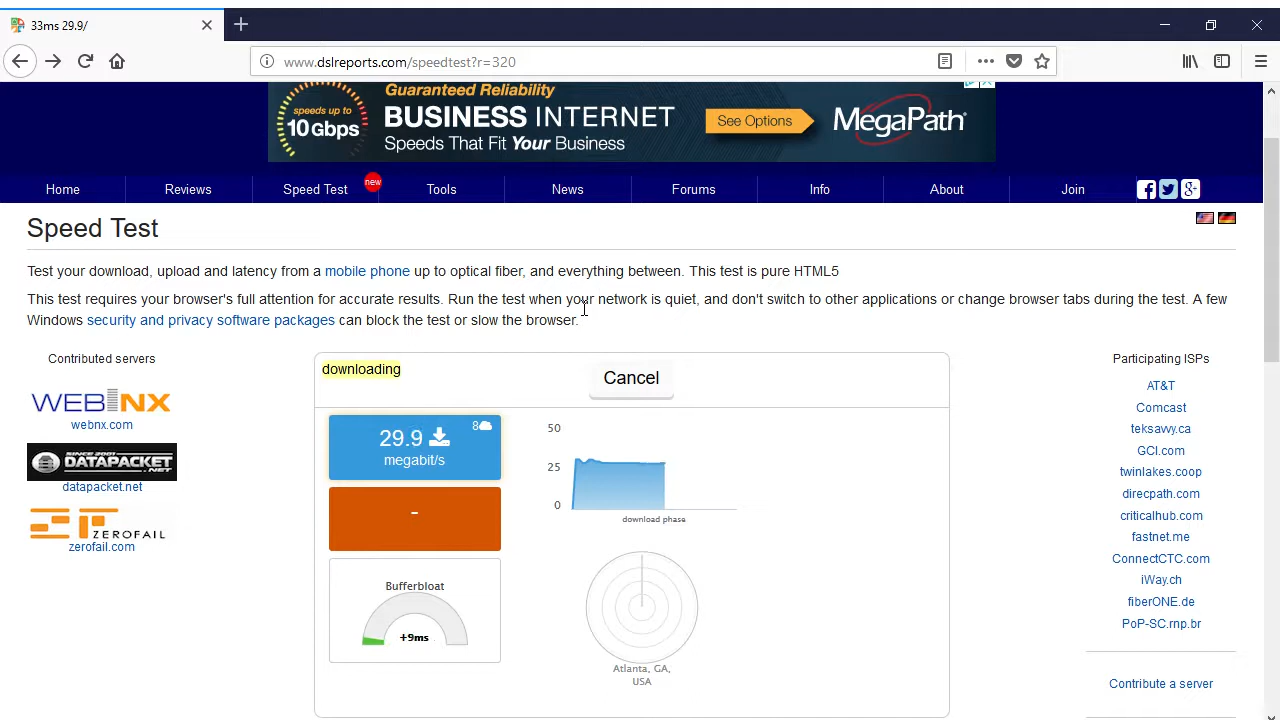 33ms 29.9/
www.dslreports.com/speedtest?r=320
speeds up to
10 Gbps
Guaranteed Reliability
BUSINESS INTERNET
Speeds That Fit Your Business
See Options
MegaPath
Home
Reviews
Speed Test
new
Tools
News
Forums
Info
About
Join
Speed Test
Test your download, upload and latency from a mobile phone up to optical fiber, and everything between. This test is pure HTML5
This test requires your browser's full attention for accurate results. Run the test when your network is quiet, and don't switch to other applications or change browser tabs during the test. A few
Windows security and privacy software packages can block the test or slow the browser.
Contributed servers
WEBINX
webnx.com
SINCE 2001
DATAPACKET.NET
datapacket.net
ZEROFAIL
zerofail.com
downloading
Cancel
29.9
8
megabit/s
-
Bufferbloat
+9ms
50
25
0
download phase
Atlanta, GA,
USA
Participating ISPs
AT&T
Comcast
teksavvy.ca
GCI.com
twinlakes.coop
direcpath.com
criticalhub.com
fastnet.me
ConnectCTC.com
iWay.ch
fiberONE.de
PoP-SC.rnp.br
Contribute a server